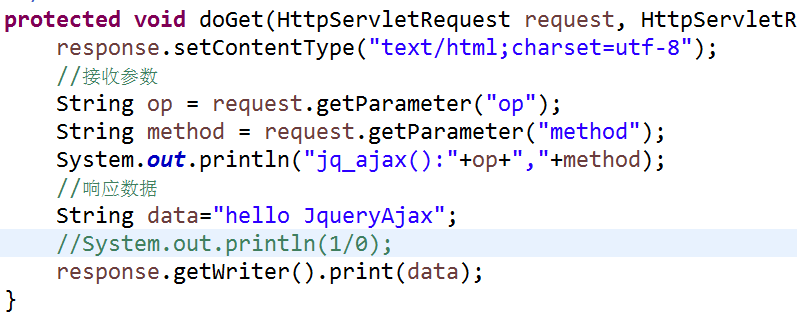 protected void doGet(HttpServletRequest request, HttpServletR
response.setContentType("text/html;charset=utf-8");
//接收参数
String op = request.getParameter("op");
String method = request.getParameter("method");
System.out.println("jq_ajax():"+op+","+method);
//响应数据
String data="hello JqueryAjax";
//System.out.println(1/0);
response.getWriter().print(data);
}